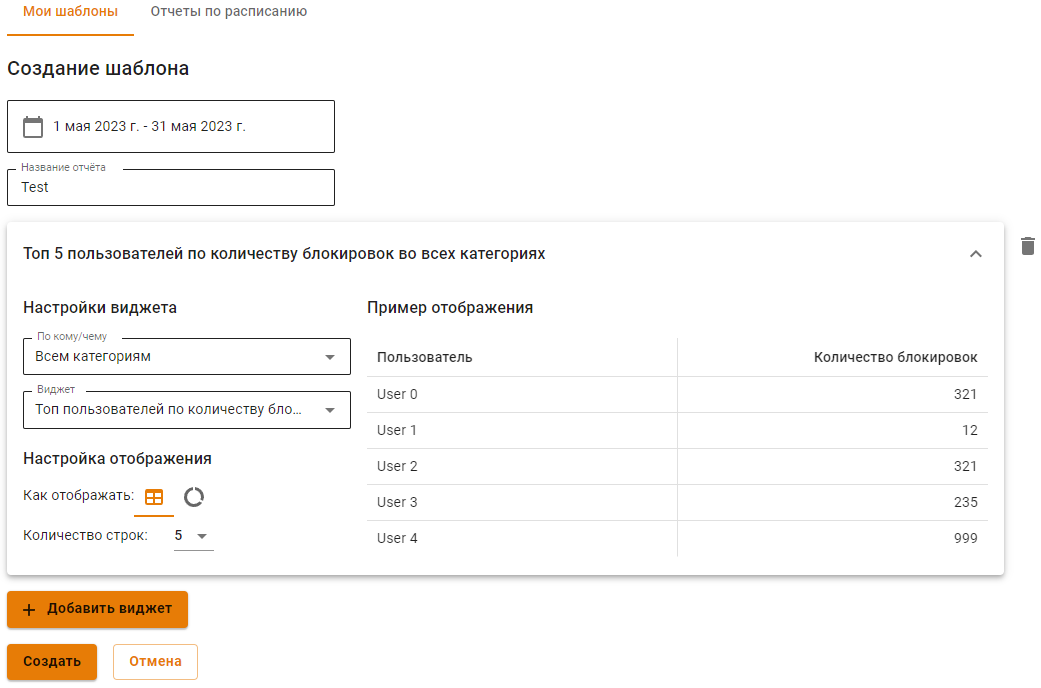 Мои шаблоны Отчеты по расписанию
Создание шаблона
1 мая 2023 г. - 31 мая 2023 г.
Название отчёта
Test
Топ 5 пользователей по количеству блокировок во всех категориях
Настройки виджета
По кому/чему
Всем категориям
Виджет
Топ пользователей по количеству бло...
Настройка отображения
Как отображать:
Количество строк: 5
Пример отображения
Пользователь Количество блокировок
User 0 321
User 1 12
User 2 321
User 3 235
User 4 999
+ Добавить виджет
Создать Отмена